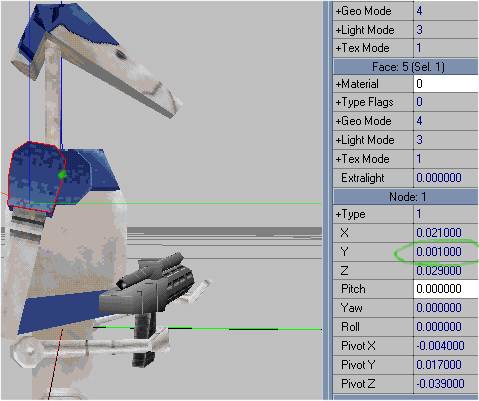 +Geo Mode 4
+Light Mode 3
+Tex Mode 1
Face: 5 (Sel. 1)
+Material 0
+Type Flags 0
+Geo Mode 4
+Light Mode 3
+Tex Mode 1
Extralight 0.000000
Node: 1
+Type 1
X 0.021000
Y 0.001000
Z 0.029000
Pitch 0.000000
Yaw 0.000000
Roll 0.000000
Pivot X -0.004000
Pivot Y 0.017000
Pivot Z -0.039000